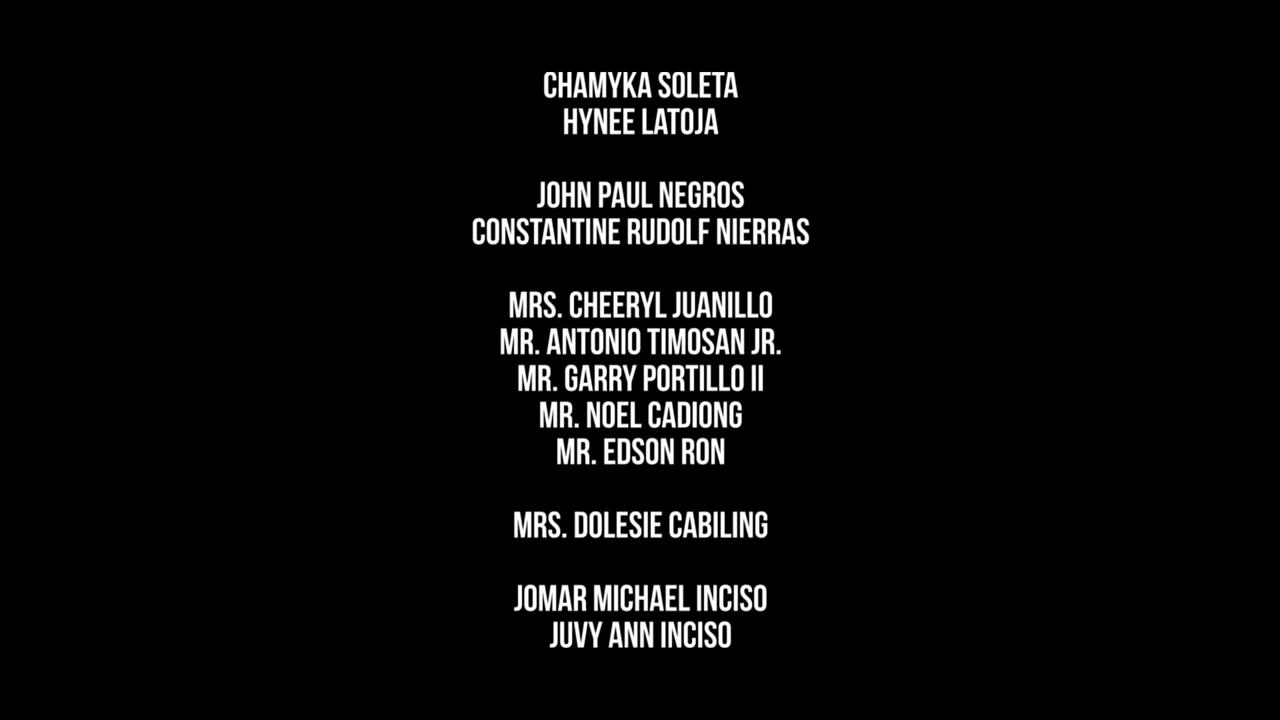 CHAMYKA SOLETA
HYNEE LATOJA
JOHN PAUL NEGROS
CONSTANTINE RUDOLF NIERRAS
MRS. CHEERYL JUANILLO
MR. ANTONIO TIMOSAN JR.
MR. GARRY PORTILLO II
MR. NOEL CADIONG
MR. EDSON RON
MRS. DOLESIE CABILING
JOMAR MICHAEL INCISO
JUVY ANN INCISO